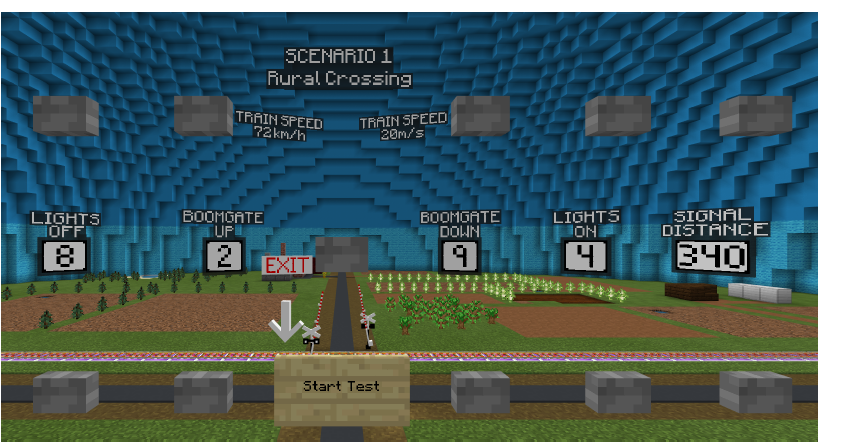 SCENARIO 1
Rural Crossing
TRAIN SPEED
72km/h
TRAIN SPEED
20m/s
LIGHTS
OFF
8
BOOMGATE
UP
2
BOOMGATE
DOWN
9
LIGHTS
ON
4
SIGNAL
DISTANCE
340
EXIT
Start Test